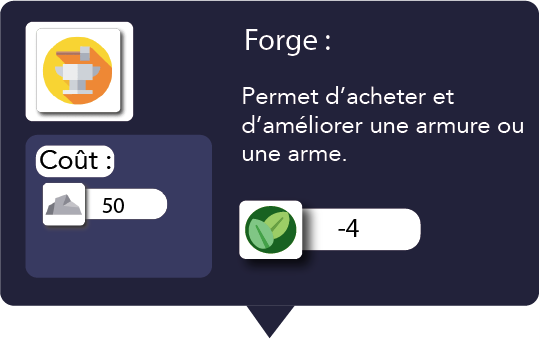 Forge :
Permet d’acheter et
d’améliorer une armure ou
une arme.
Coût :
50
-4